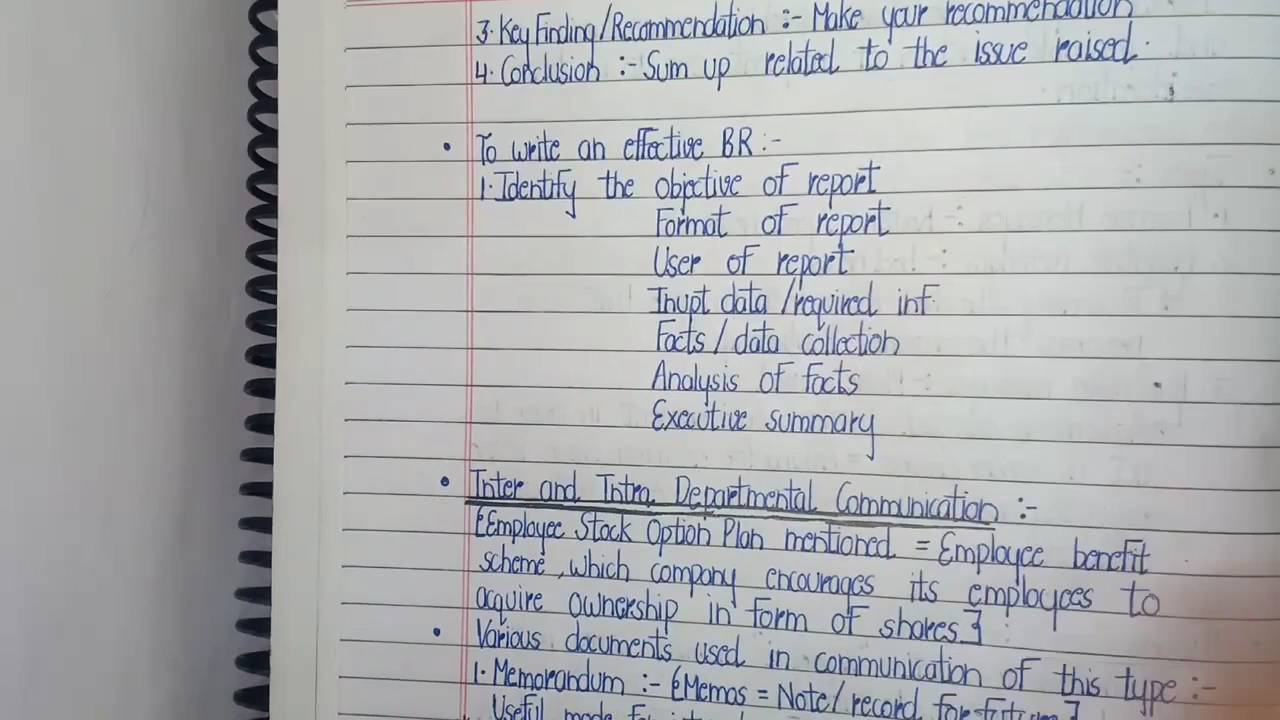 3. Key Finding/Recommendation :- Make your recommendation
4. Conclusion :- Sum up related to the issue raised.
• To write an effective BR :-
1. Identify the objective of report
Format of report
User of report
Inupt data /required inf
Facts / data collection
Analysis of facts
Executive summary
• Inter and Intra Departmental Communication :-
{Employee Stock Option Plan mentioned = Employee benefit
scheme, which company encourages its employees to
acquire ownership in form of shares.}
• Various documents used in communication of this type :-
1. Memorandum :- {Memos = Note/ record for future}
Useful mode for